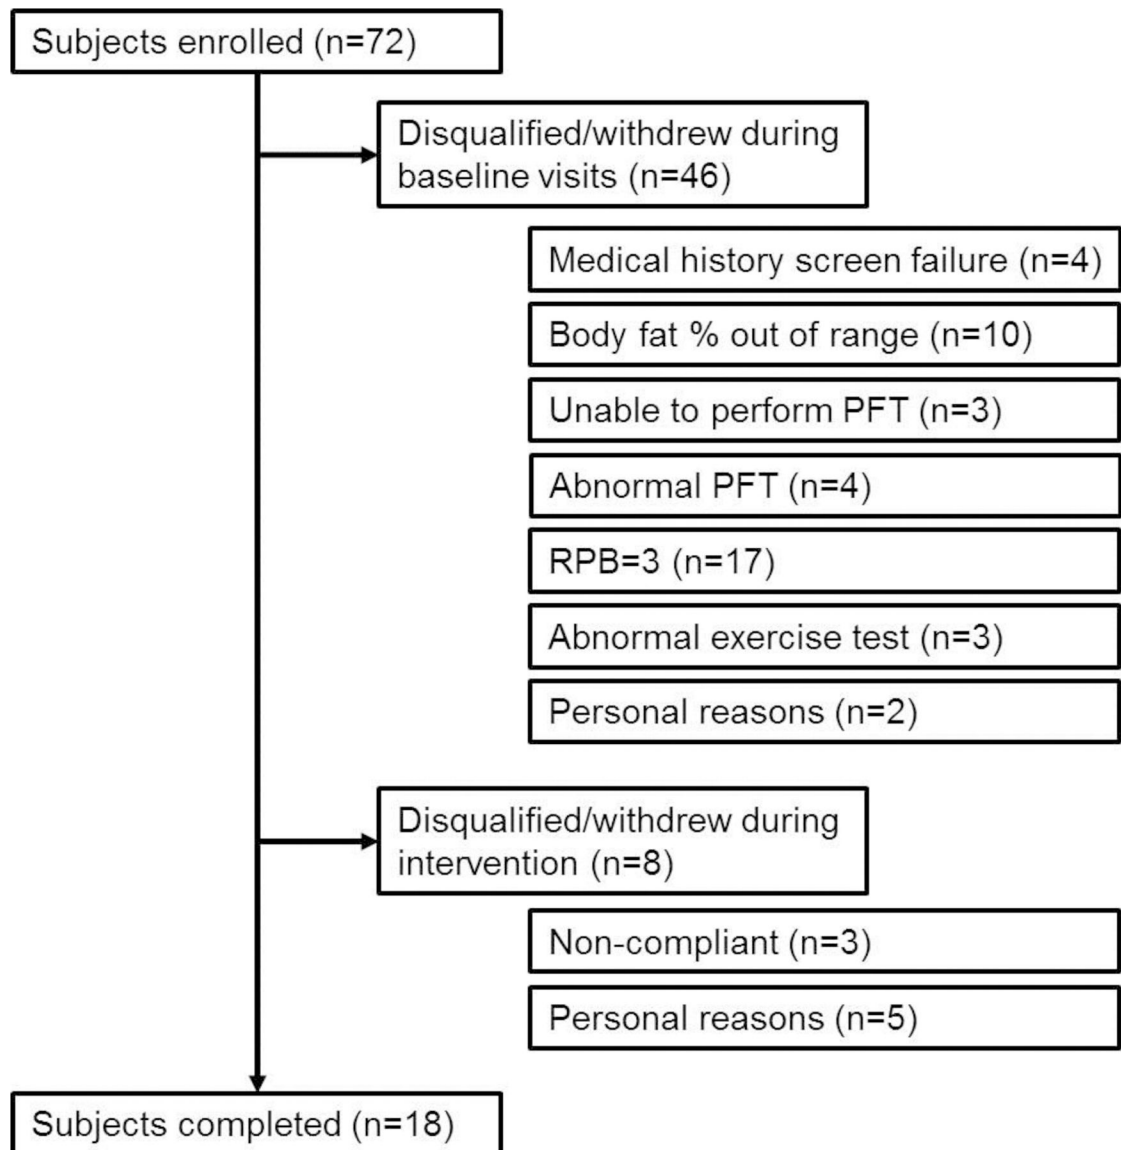 Subjects enrolled (n=72)
Disqualified/withdrew during
baseline visits (n=46)
Medical history screen failure (n=4)
Body fat % out of range (n=10)
Unable to perform PFT (n=3)
Abnormal PFT (n=4)
RPB=3 (n=17)
Abnormal exercise test (n=3)
Personal reasons (n=2)
Disqualified/withdrew during
intervention (n=8)
Non-compliant (n=3)
Personal reasons (n=5)
Subjects completed (n=18)